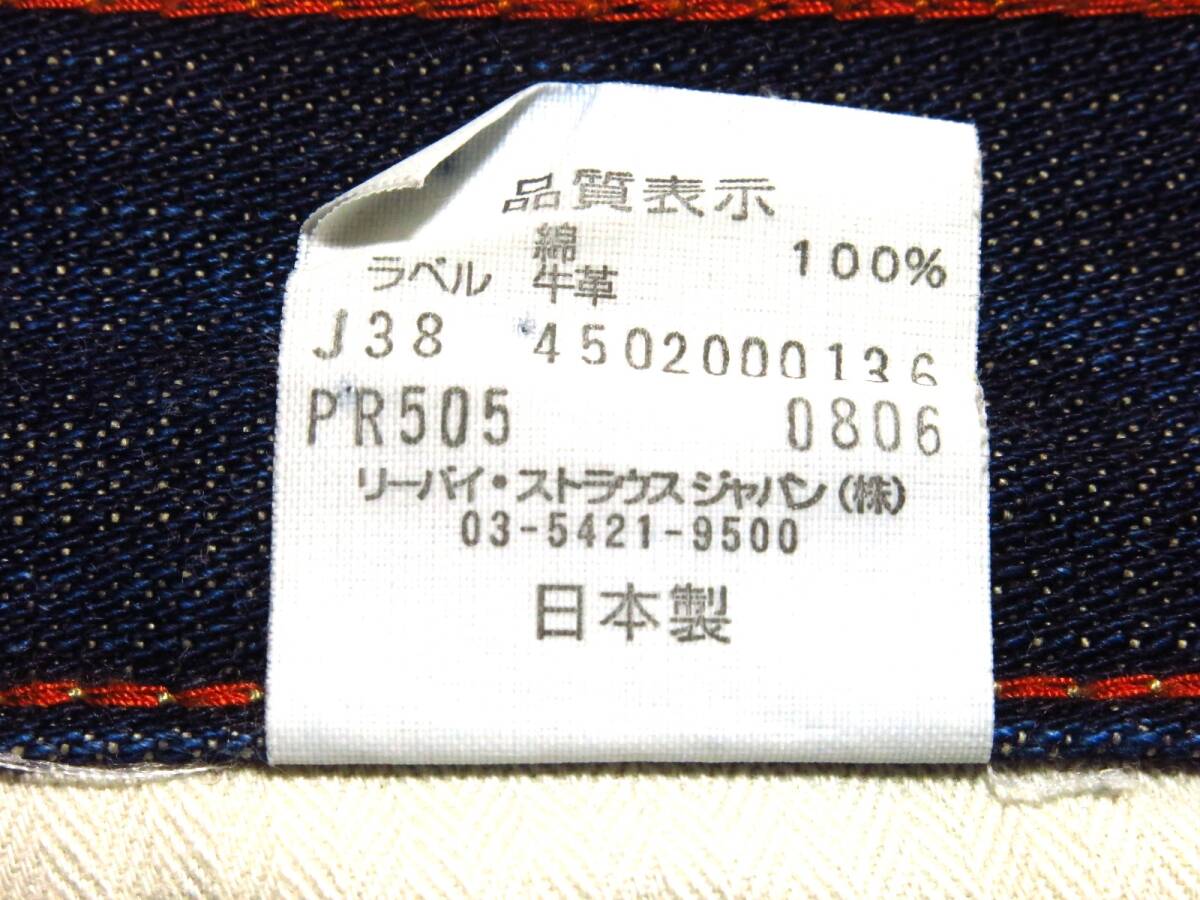 品質表示
綿 100%
ラベル 牛革
J38 4502000136
PR505 0806
リーバイ・ストラウスジャパン(株)
03-5421-9500
日本製